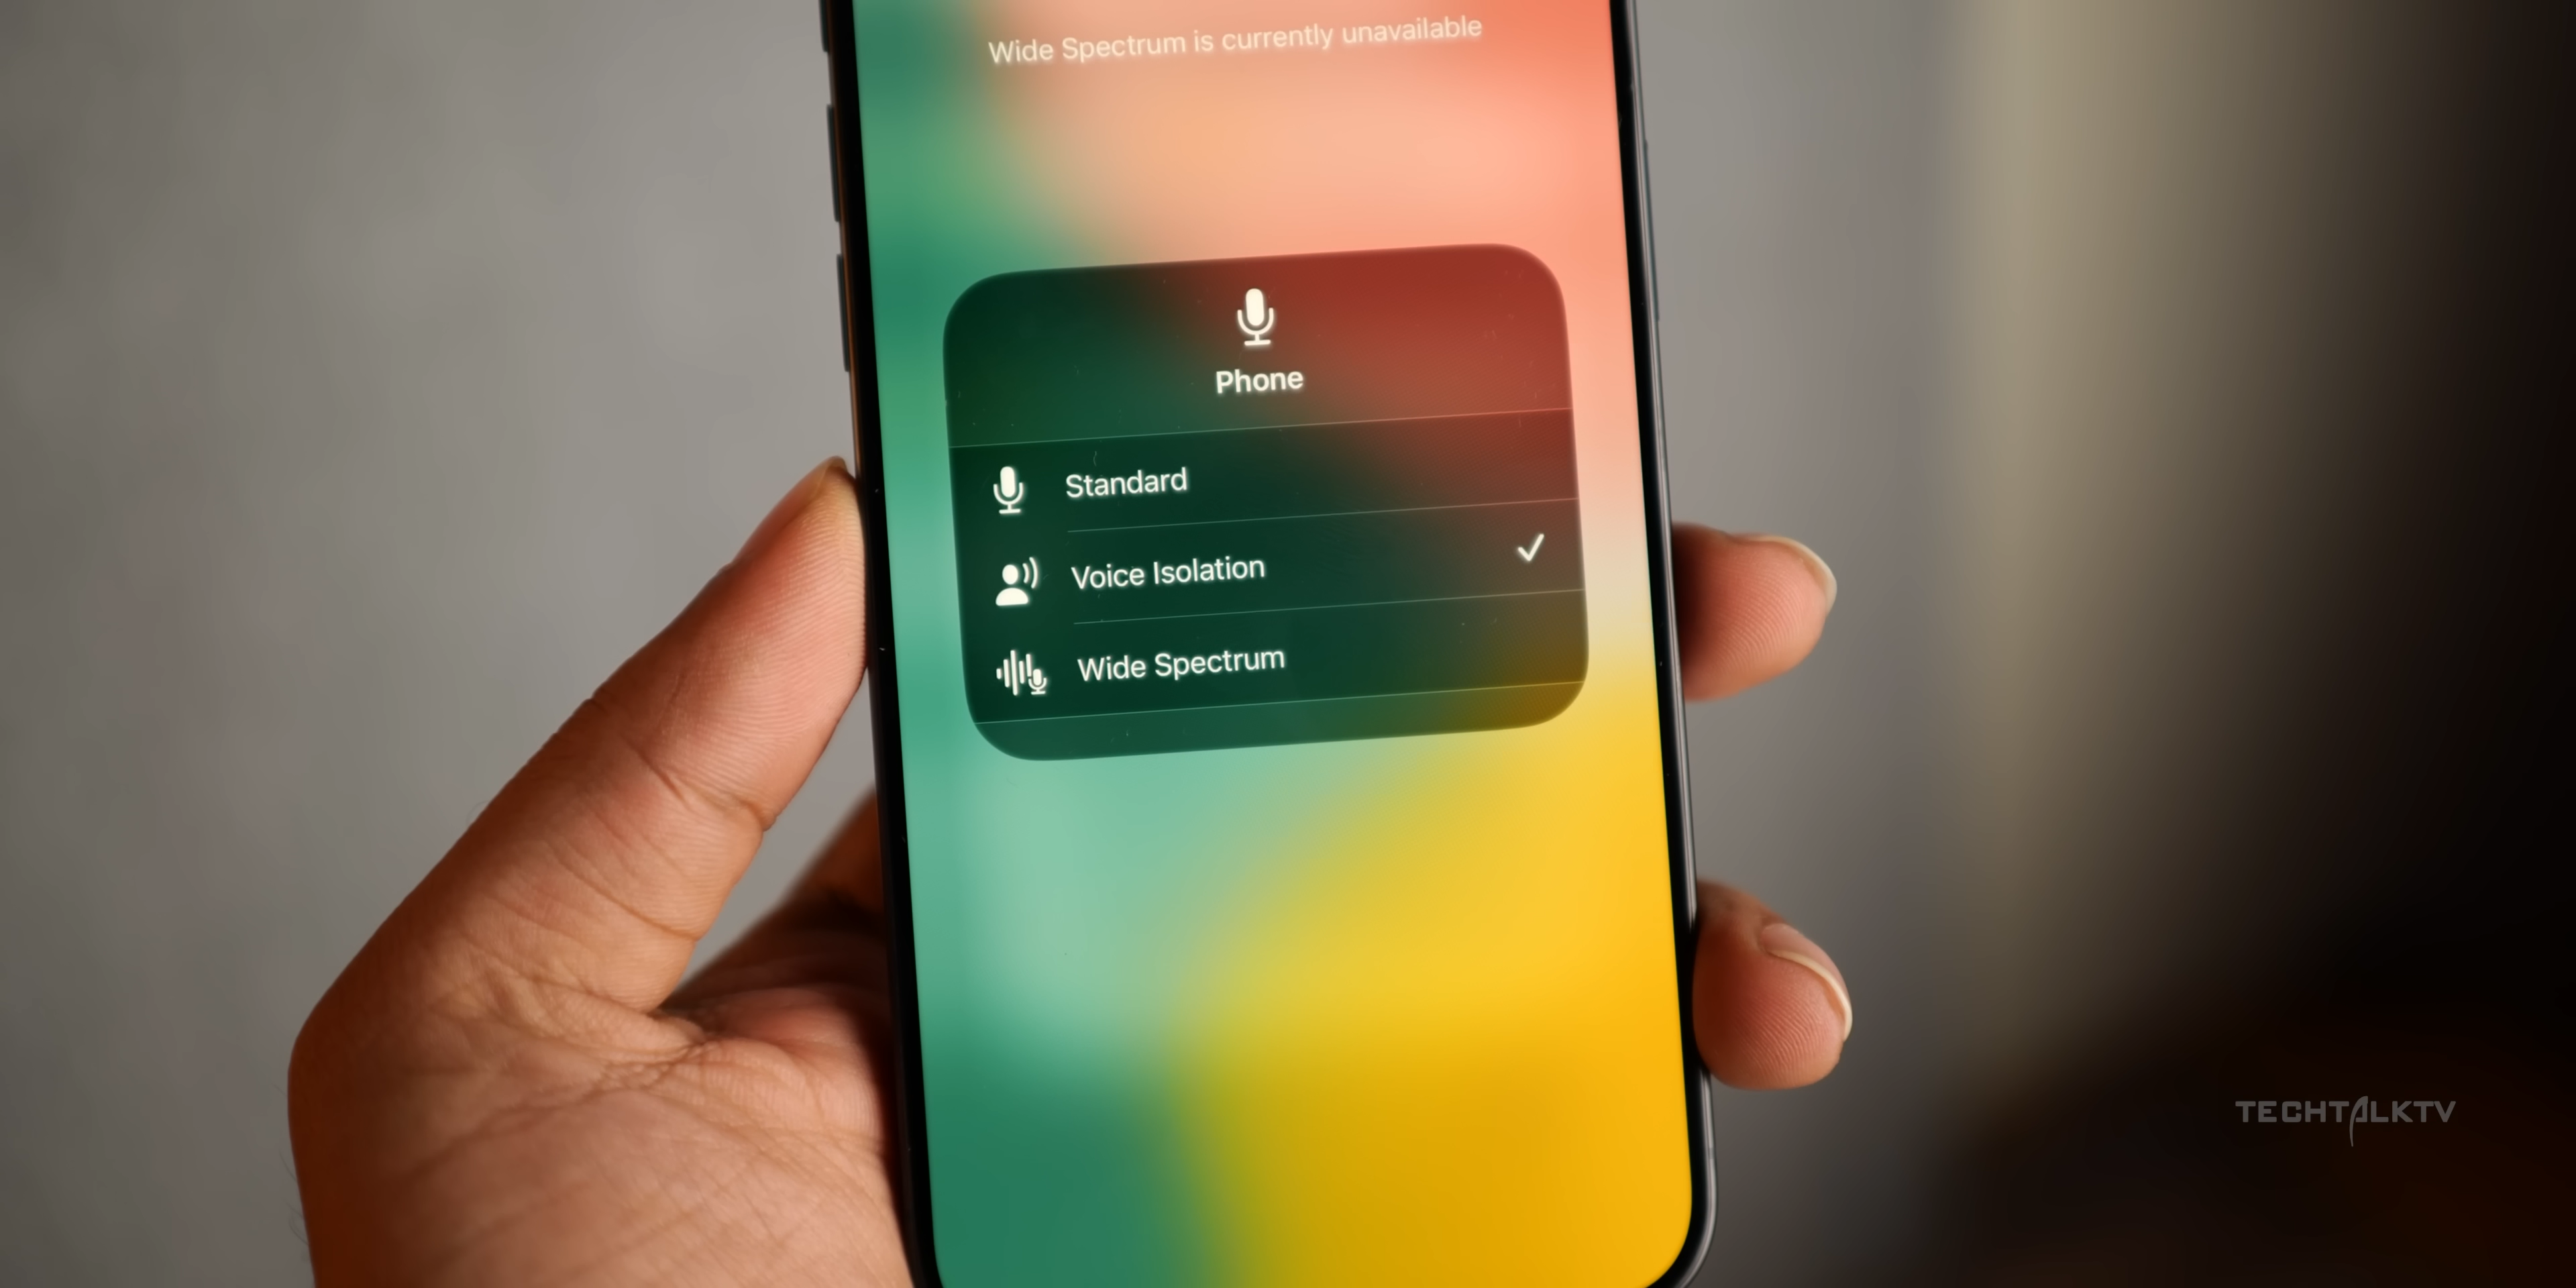 Wide Spectrum is currently unavailable
Phone
Standard
Voice Isolation
Wide Spectrum
TECHTALKTV